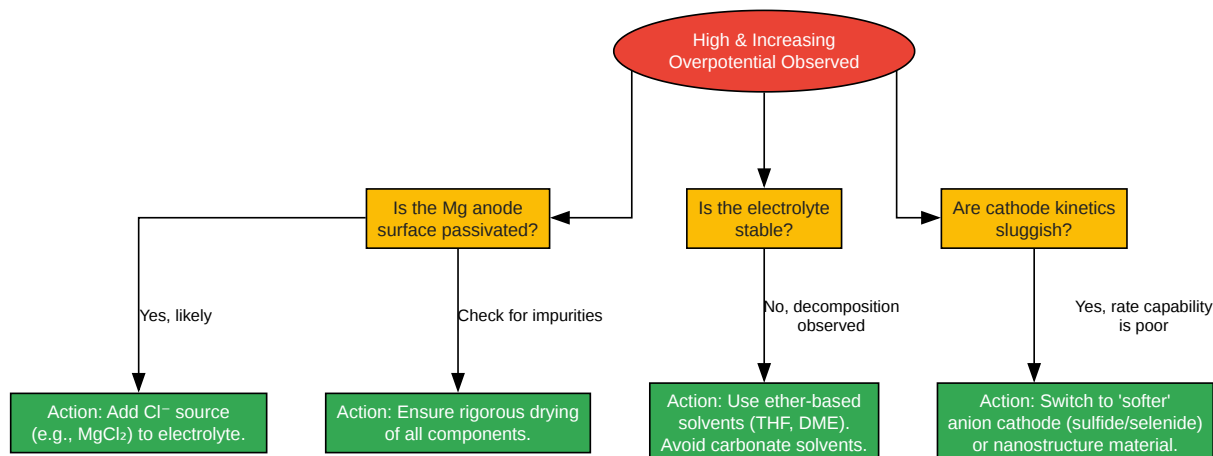 High & Increasing
Overpotential Observed
Is the Mg anode
surface passivated?
Is the electrolyte
stable?
Are cathode kinetics
sluggish?
Yes, likely
Check for impurities
No, decomposition
observed
Yes, rate capability
is poor
Action: Add Cl⁻ source
(e.g., MgCl₂) to electrolyte.
Action: Ensure rigorous drying
of all components.
Action: Use ether-based
solvents (THF, DME).
Avoid carbonate solvents.
Action: Switch to 'softer'
anion cathode (sulfide/selenide)
or nanostructure material.